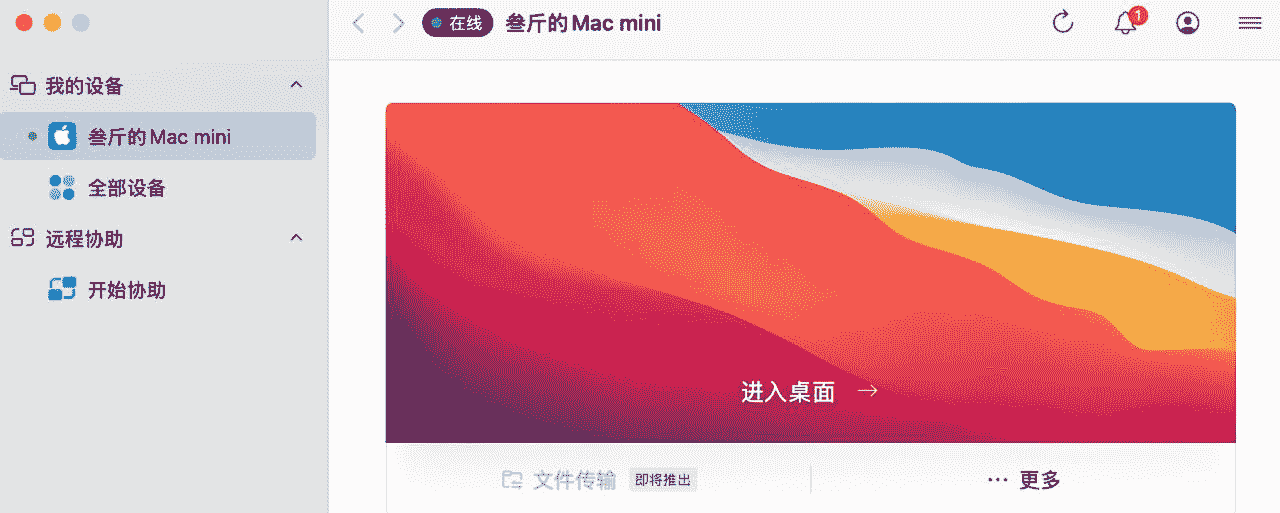 在线 叁斤的Mac mini
1
我的设备
叁斤的Mac mini
全部设备
远程协助
开始协助
进入桌面 →
文件传输 即将推出
··· 更多